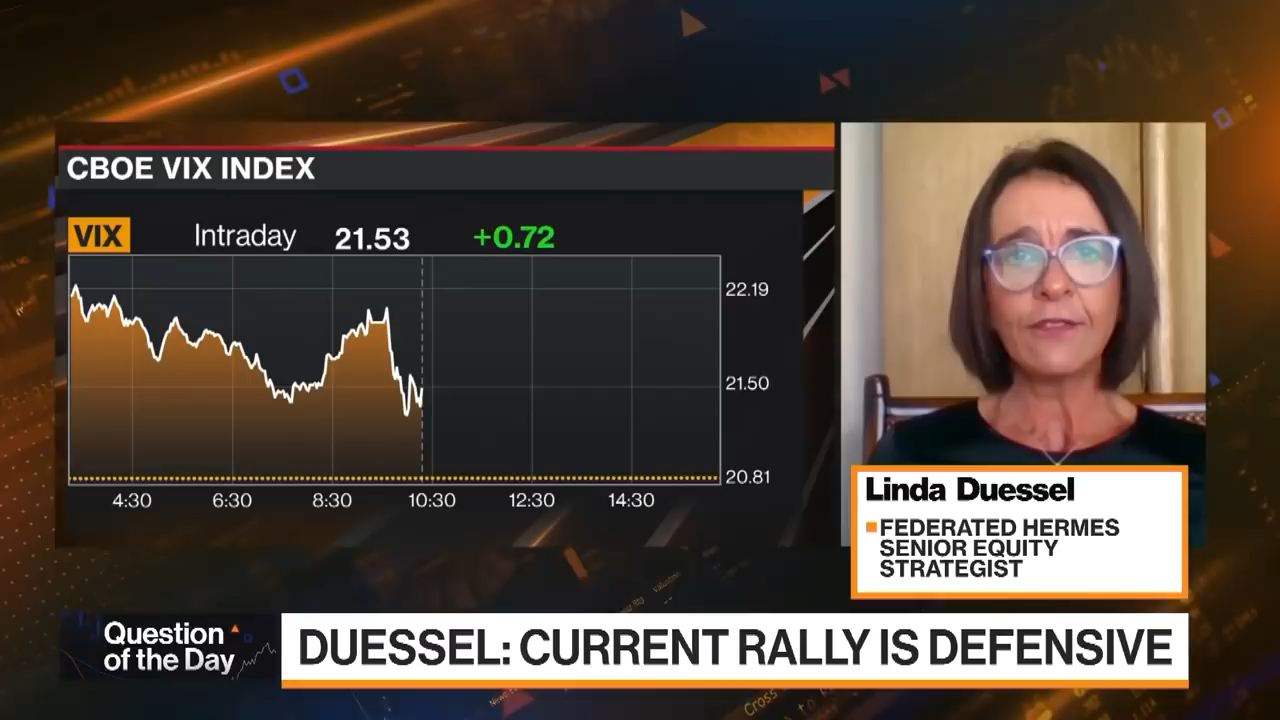 CBOE VIX INDEX
VIX Intraday 21.53 +0.72
22.19
21.50
20.81
4:30 6:30 8:30 10:30 12:30 14:30
Linda Duessel
FEDERATED HERMES
SENIOR EQUITY
STRATEGIST
Question
of the Day
DUESSEL: CURRENT RALLY IS DEFENSIVE
Cross